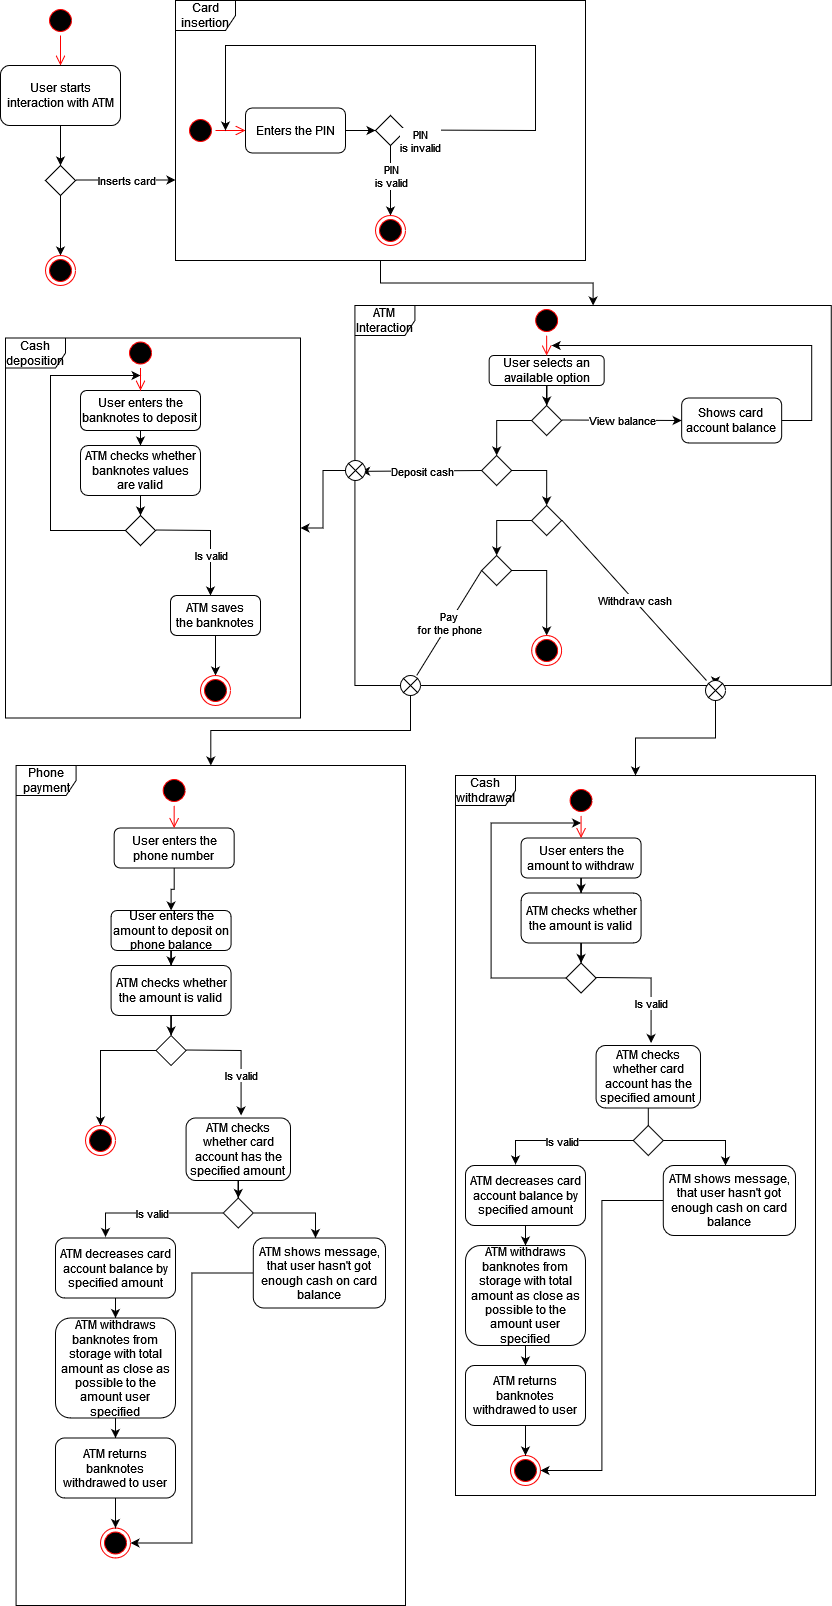 Card
insertion
User starts
interaction with ATM
Enters the PIN
PIN
is invalid
Inserts card
PIN
is valid
ATM
Interaction
User selects an
available option
View balance
Shows card
account balance
Deposit cash
Withdraw cash
Pay
for the phone
Cash
deposition
User enters the
banknotes to deposit
ATM checks whether
banknotes values
are valid
Is valid
ATM saves
the banknotes
Phone
payment
User enters the
phone number
User enters the
amount to deposit on
phone balance
ATM checks whether
the amount is valid
Is valid
ATM checks
whether card
account has the
specified amount
Is valid
ATM decreases card
account balance by
specified amount
ATM shows message,
that user hasn't got
enough cash on card
balance
ATM withdraws
banknotes from
storage with total
amount as close as
possible to the
amount user
specified
ATM returns
banknotes
withdrawed to user
Cash
withdrawal
User enters the
amount to withdraw
ATM checks whether
the amount is valid
Is valid
ATM checks
whether card
account has the
specified amount
Is valid
ATM decreases card
account balance by
specified amount
ATM shows message,
that user hasn't got
enough cash on card
balance
ATM withdraws
banknotes from
storage with total
amount as close as
possible to the
amount user
specified
ATM returns
banknotes
withdrawed to user